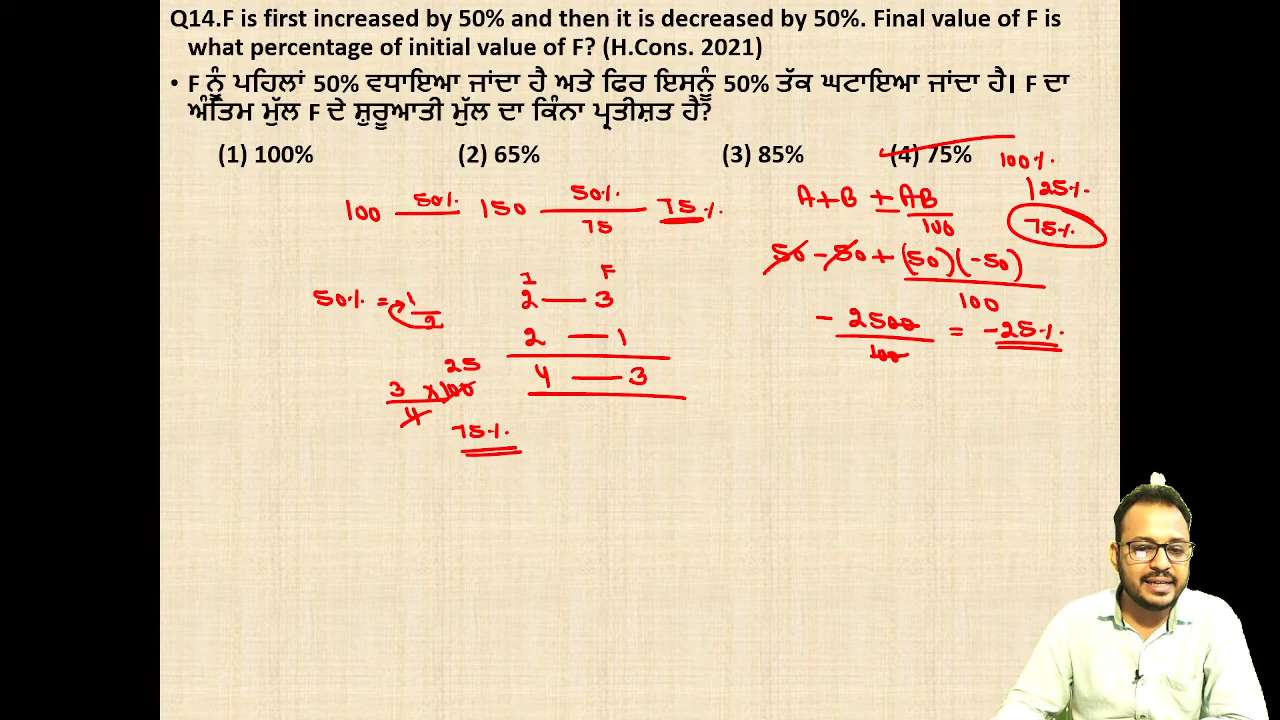 Q14.F is first increased by 50% and then it is decreased by 50%. Final value of F is
what percentage of initial value of F? (H.Cons. 2021)
• F ਨੂੰ ਪਹਿਲਾਂ 50% ਵਧਾਇਆ ਜਾਂਦਾ ਹੈ ਅਤੇ ਫਿਰ ਇਸਨੂੰ 50% ਤੱਕ ਘਟਾਇਆ ਜਾਂਦਾ ਹੈ। F ਦਾ
ਅੰਤਿਮ ਮੁੱਲ F ਦੇ ਸ਼ੁਰੂਆਤੀ ਮੁੱਲ ਦਾ ਕਿੰਨਾ ਪ੍ਰਤੀਸ਼ਤ ਹੈ?
(1) 100% (2) 65% (3) 85% (4) 75%
100 50% 150 50% 75 75%
50% = 1/2
I F
2 — 3
2 — 1
4 — 3
3/4 x 100 25
75%
A+B + AB/100
50 - 50 + (50)(-50)/100
- 2500/100 = -25%
100%
125%
75%